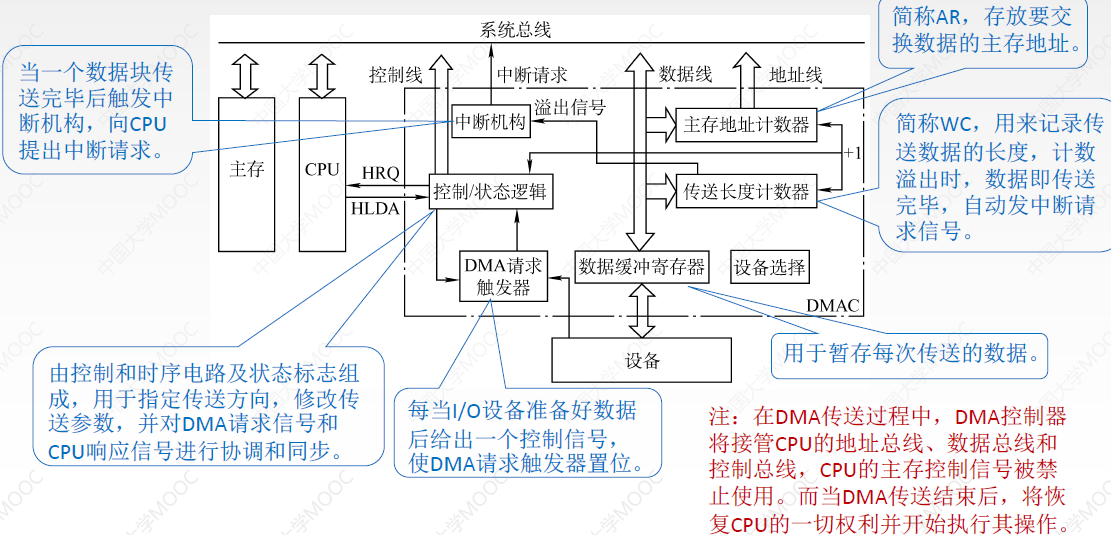 系统总线
控制线
中断请求
数据线
地址线
简称AR，存放要交
换数据的主存地址。
当一个数据块传
送完毕后触发中
断机构，向CPU
提出中断请求。
中断机构
溢出信号
主存地址计数器
+1
简称WC，用来记录传
送数据的长度，计数
溢出时，数据即传送
完毕，自动发中断请
求信号。
主存
CPU
HRQ
HLDA
控制/状态逻辑
传送长度计数器
DMA请求
触发器
数据缓冲寄存器
设备选择
DMAC
设备
用于暂存每次传送的数据。
由控制和时序电路及状态标志组
成，用于指定传送方向，修改传
送参数，并对DMA请求信号和
CPU响应信号进行协调和同步。
每当I/O设备准备好数据
后给出一个控制信号，
使DMA请求触发器置位。
注：在DMA传送过程中，DMA控制器
将接管CPU的地址总线、数据总线和
控制总线，CPU的主存控制信号被禁
止使用。而当DMA传送结束后，将恢
复CPU的一切权利并开始执行其操作。
中国大学MOOC